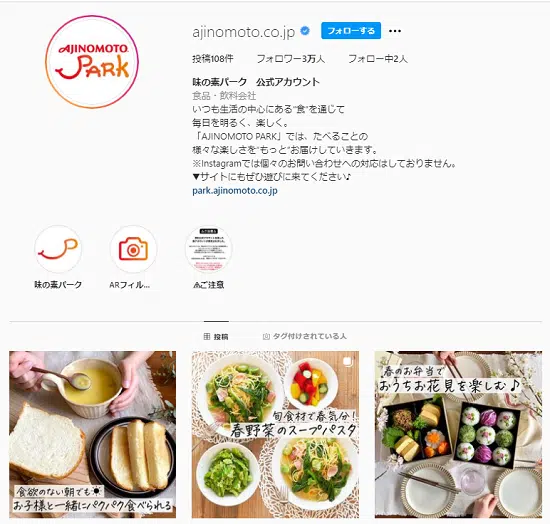 AJINOMOTO
PARK
ajinomoto.co.jp
フォローする
投稿108件 フォロワー3万人 フォロー中2人
味の素パーク 公式アカウント
食品・飲料会社
いつも生活の中心にある“食”を通じて
毎日を明るく、楽しく。
「AJINOMOTO PARK」では、たべることの
様々な楽しさを“もっと”お届けしていきます。
※Instagramでは個々のお問い合わせへの対応はしておりません。
▼サイトにもぜひ遊びに来てください♪
park.ajinomoto.co.jp
味の素パーク
ARフィル...
⚠ご注意
投稿
タグ付けされている人
食欲のない朝でも☀
お子様と一緒にパクパク食べられる
旬食材で春気分!
春野菜のスープパスタ
春のお弁当で
おうちお花見を楽しむ♪